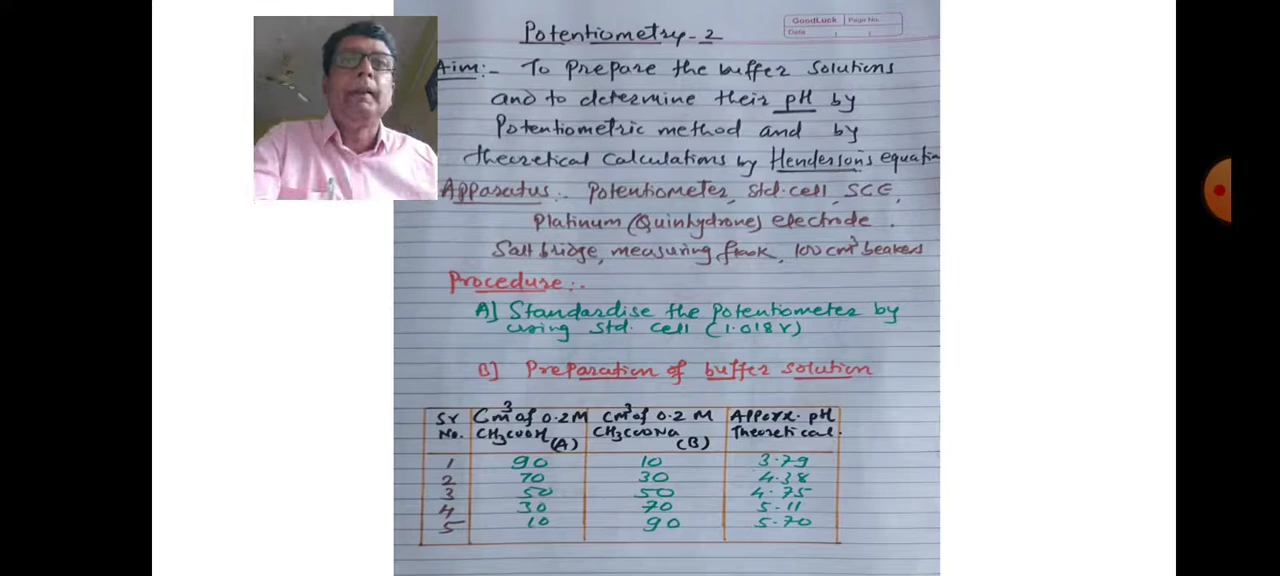 GoodLuck Page No.
Date
Potentiometry-2
Aim:- To prepare the buffer solutions
and to determine their pH by
Potentiometric method and by
theoretical calculations by Henderson's equation
Apparatus:- Potentiometer, Std. cell, SCE,
Platinum (Quinhydrone) electrode.
Salt bridge, measuring flask, 100 cm³ beakers
Procedure:-
A] Standardise the potentiometer by
using std. cell (1.018V)
B] Preparation of buffer solution
Sr Cm³ of 0.2M Cm³ of 0.2 M Apporx. pH
No. CH3COOH (A) CH3COONa (B) Theoretical.
1 90 10 3.79
2 70 30 4.38
3 50 50 4.75
4 30 70 5.11
5 10 90 5.70